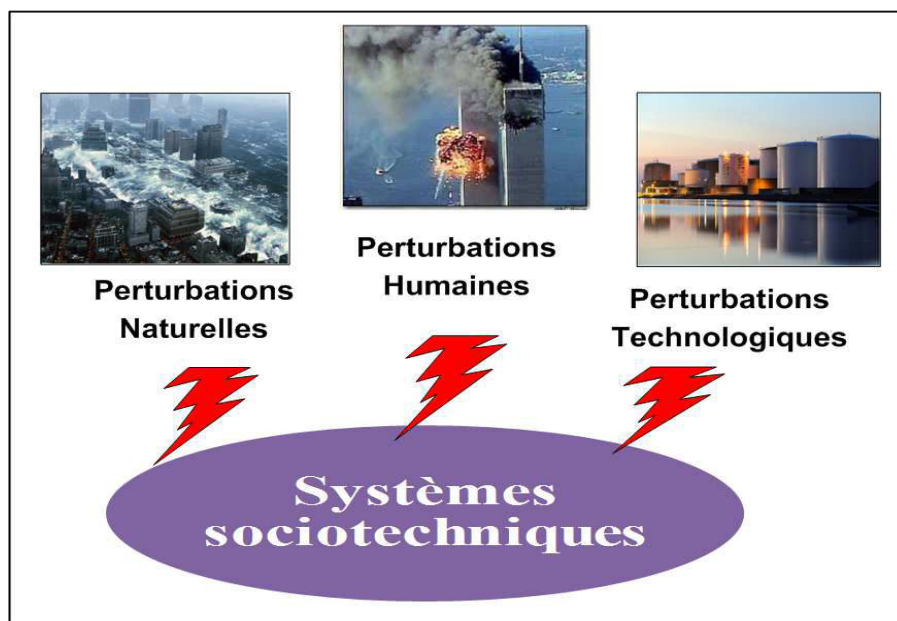 Perturbations
Naturelles
Perturbations
Humaines
Perturbations
Technologiques
Systèmes
sociotechniques